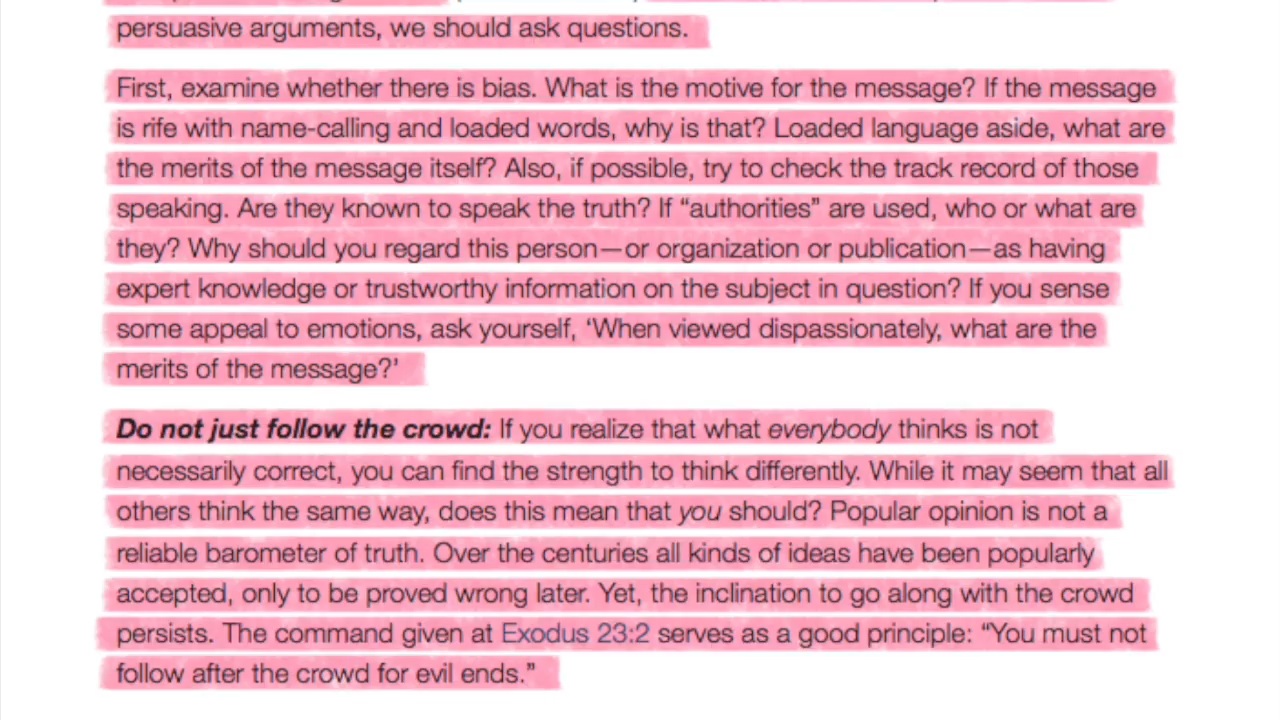 persuasive arguments, we should ask questions.
First, examine whether there is bias. What is the motive for the message? If the message
is rife with name-calling and loaded words, why is that? Loaded language aside, what are
the merits of the message itself? Also, if possible, try to check the track record of those
speaking. Are they known to speak the truth? If “authorities” are used, who or what are
they? Why should you regard this person—or organization or publication—as having
expert knowledge or trustworthy information on the subject in question? If you sense
some appeal to emotions, ask yourself, ‘When viewed dispassionately, what are the
merits of the message?’
Do not just follow the crowd: If you realize that what everybody thinks is not
necessarily correct, you can find the strength to think differently. While it may seem that all
others think the same way, does this mean that you should? Popular opinion is not a
reliable barometer of truth. Over the centuries all kinds of ideas have been popularly
accepted, only to be proved wrong later. Yet, the inclination to go along with the crowd
persists. The command given at Exodus 23:2 serves as a good principle: “You must not
follow after the crowd for evil ends.”